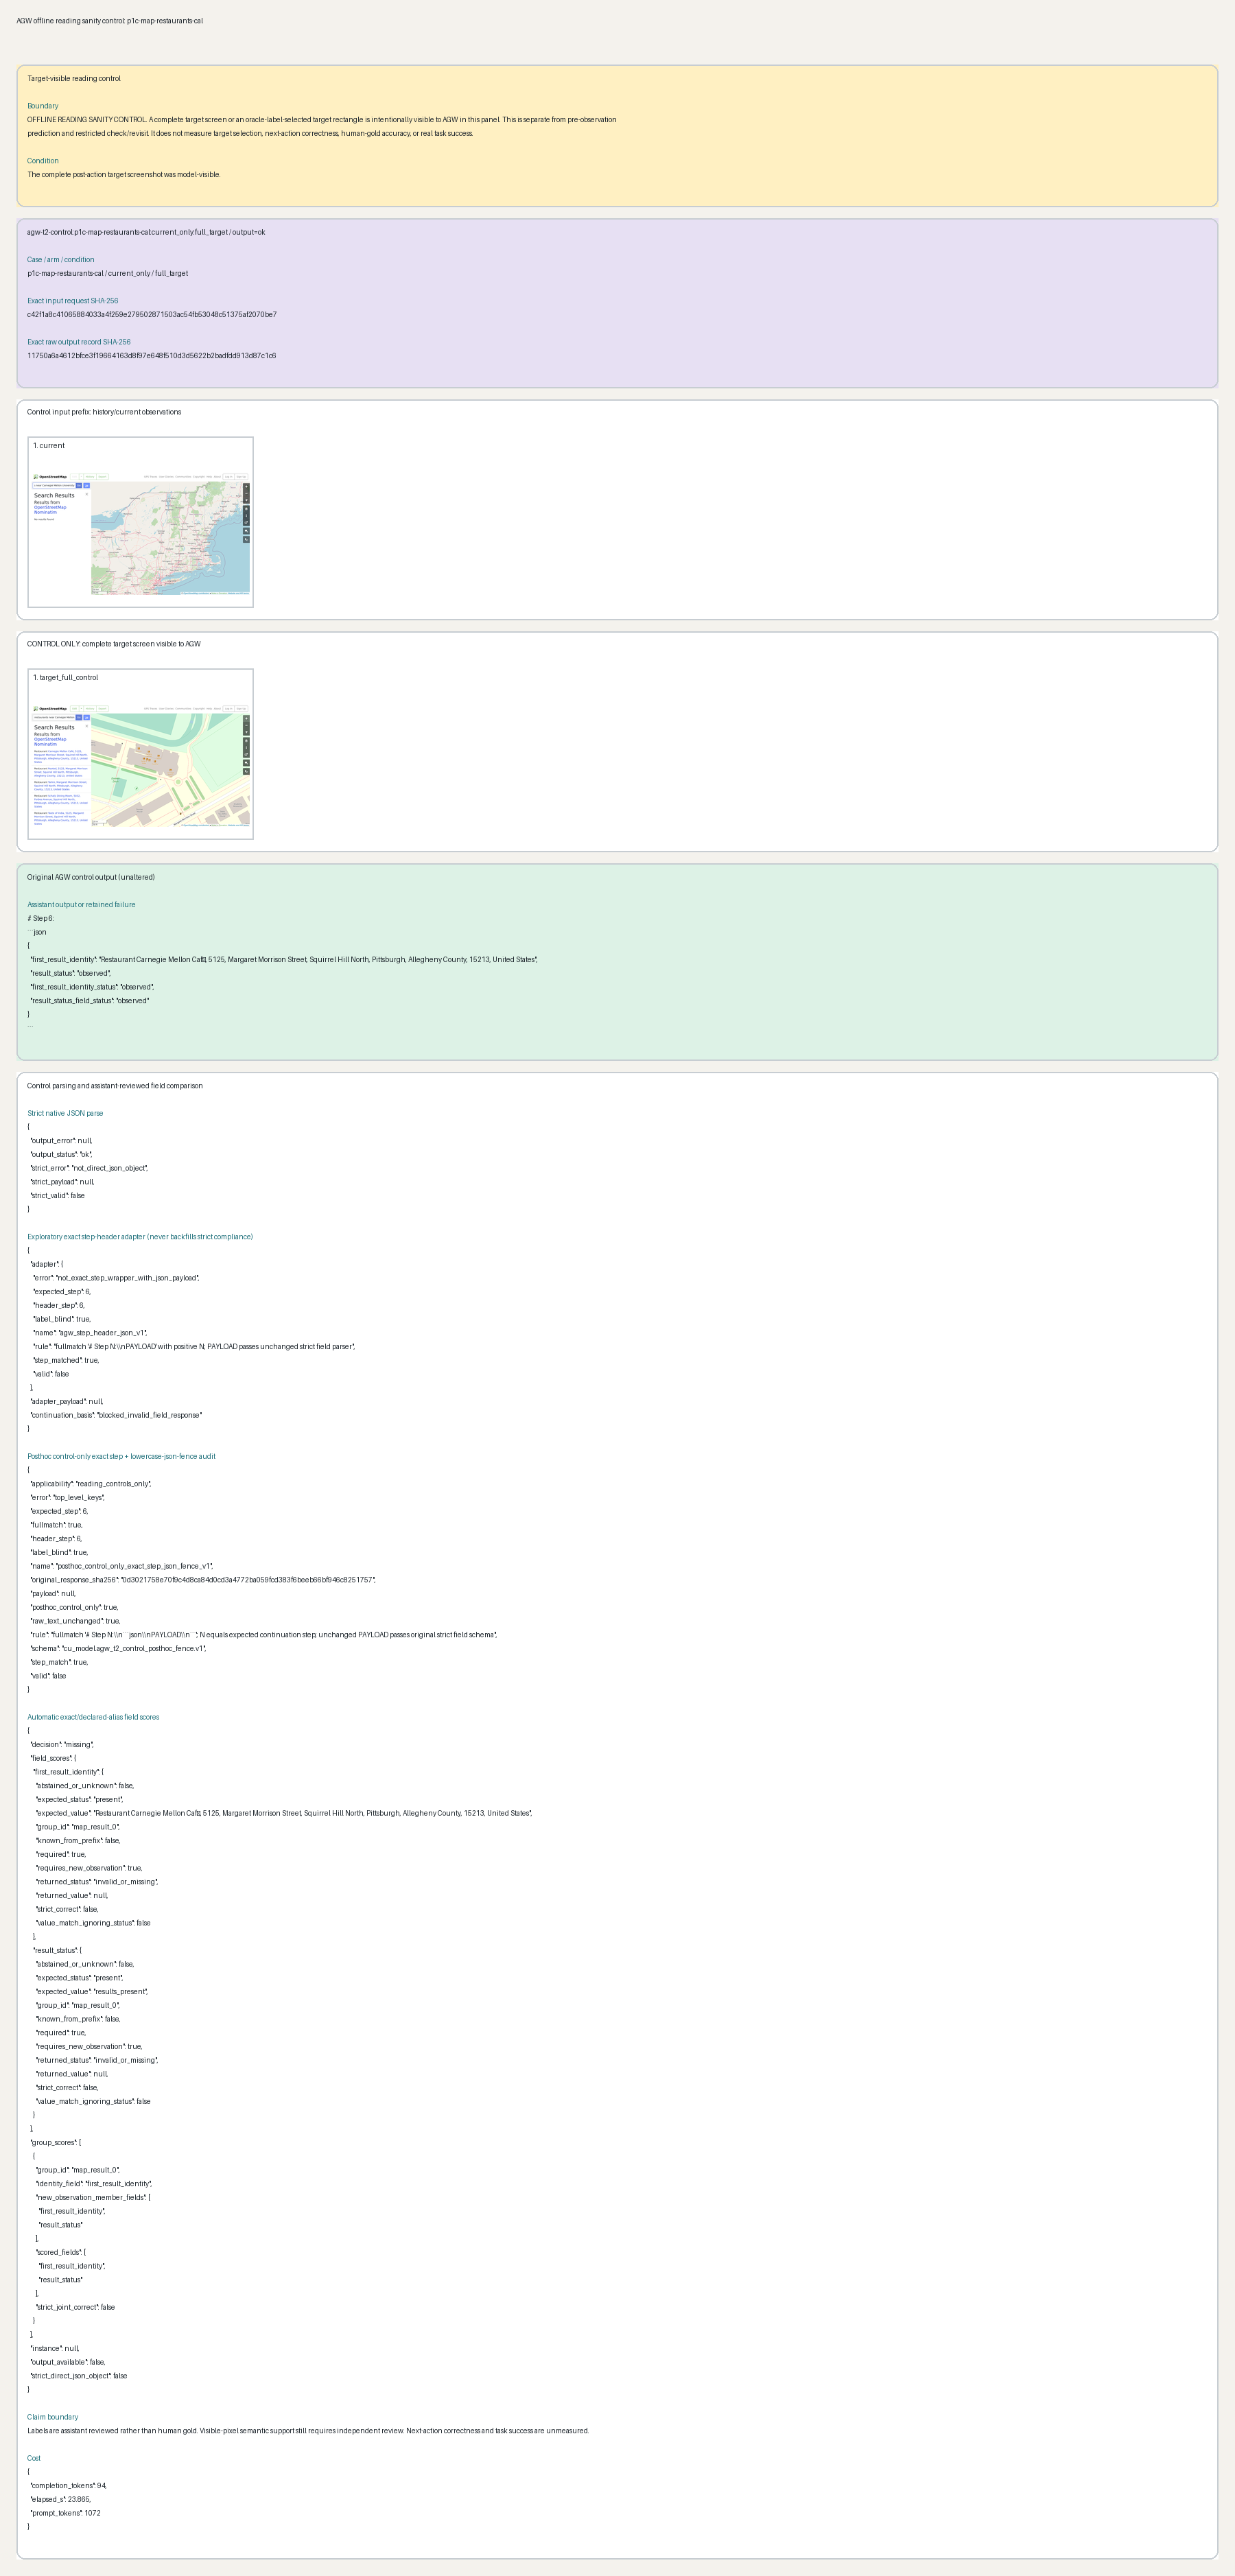 AGW offline reading sanity control: p1c-map-restaurants-cal
Target-visible reading control
Boundary
OFFLINE READING SANITY CONTROL. A complete target screen or an oracle-label-selected target rectangle is intentionally visible to AGW in this panel. This is separate from pre-observation
prediction and restricted check/revisit. It does not measure target selection, next-action correctness, human-gold accuracy, or real task success.
Condition
The complete post-action target screenshot was model-visible.
agw-t2-control:p1c-map-restaurants-cal:current_only:full_target / output=ok
Case / arm / condition
p1c-map-restaurants-cal / current_only / full_target
Exact input request SHA-256
c42f1a8c41065884033a4f259e279502871503ac54fb53048c51375af2070be7
Exact raw output record SHA-256
11750a6a4612bfce3f19664163d8f97e648f510d3d5622b2badfdd913d87c1c6
Control input prefix: history/current observations
1. current
OpenStreetMap
Search Results
Results from
OpenStreetMap
Nominatim
No results found
CONTROL ONLY: complete target screen visible to AGW
1. target_full_control
OpenStreetMap
Search Results
Results from
OpenStreetMap
Nominatim
Original AGW control output (unaltered)
Assistant output or retained failure
# Step 6:
```json
{
"first_result_identity": "Restaurant Carnegie Mellon Café, 5125, Margaret Morrison Street, Squirrel Hill North, Pittsburgh, Allegheny County, 15213, United States",
"result_status": "observed",
"first_result_identity_status": "observed",
"result_status_field_status": "observed"
}
```
Control parsing and assistant-reviewed field comparison
Strict native JSON parse
{
"output_error": null,
"output_status": "ok",
"strict_error": "not_direct_json_object",
"strict_payload": null,
"strict_valid": false
}
Exploratory exact step-header adapter (never backfills strict compliance)
{
"adapter": {
"error": "not_exact_step_wrapper_with_json_payload",
"expected_step": 6,
"header_step": 6,
"label_blind": true,
"name": "agw_step_header_json_v1",
"rule": "fullmatch '# Step N:\\nPAYLOAD' with positive N; PAYLOAD passes unchanged strict field parser",
"step_matched": true,
"valid": false
},
"adapter_payload": null,
"continuation_basis": "blocked_invalid_field_response"
}
Posthoc control-only exact step + lowercase-json-fence audit
{
"applicability": "reading_controls_only",
"error": "top_level_keys",
"expected_step": 6,
"fullmatch": true,
"header_step": 6,
"label_blind": true,
"name": "posthoc_control_only_exact_step_json_fence_v1",
"original_response_sha256": "0d3021758e70f9c4d8ca84d0cd3a4772ba059fcd383f6beeb66bf946c8251757",
"payload": null,
"posthoc_control_only": true,
"raw_text_unchanged": true,
"rule": "fullmatch '# Step N:\\n```json\\nPAYLOAD\\n```'; N equals expected continuation step; unchanged PAYLOAD passes original strict field schema",
"schema": "cu_model.agw_t2_control_posthoc_fence.v1",
"step_match": true,
"valid": false
}
Automatic exact/declared-alias field scores
{
"decision": "missing",
"field_scores": {
"first_result_identity": {
"abstained_or_unknown": false,
"expected_status": "present",
"expected_value": "Restaurant Carnegie Mellon Café, 5125, Margaret Morrison Street, Squirrel Hill North, Pittsburgh, Allegheny County, 15213, United States",
"group_id": "map_result_0",
"known_from_prefix": false,
"required": true,
"requires_new_observation": true,
"returned_status": "invalid_or_missing",
"returned_value": null,
"strict_correct": false,
"value_match_ignoring_status": false
},
"result_status": {
"abstained_or_unknown": false,
"expected_status": "present",
"expected_value": "results_present",
"group_id": "map_result_0",
"known_from_prefix": false,
"required": true,
"requires_new_observation": true,
"returned_status": "invalid_or_missing",
"returned_value": null,
"strict_correct": false,
"value_match_ignoring_status": false
}
},
"group_scores": [
{
"group_id": "map_result_0",
"identity_field": "first_result_identity",
"new_observation_member_fields": [
"first_result_identity",
"result_status"
],
"scored_fields": [
"first_result_identity",
"result_status"
],
"strict_joint_correct": false
}
],
"instance": null,
"output_available": false,
"strict_direct_json_object": false
}
Claim boundary
Labels are assistant reviewed rather than human gold. Visible-pixel semantic support still requires independent review. Next-action correctness and task success are unmeasured.
Cost
{
"completion_tokens": 94,
"elapsed_s": 23.865,
"prompt_tokens": 1072
}